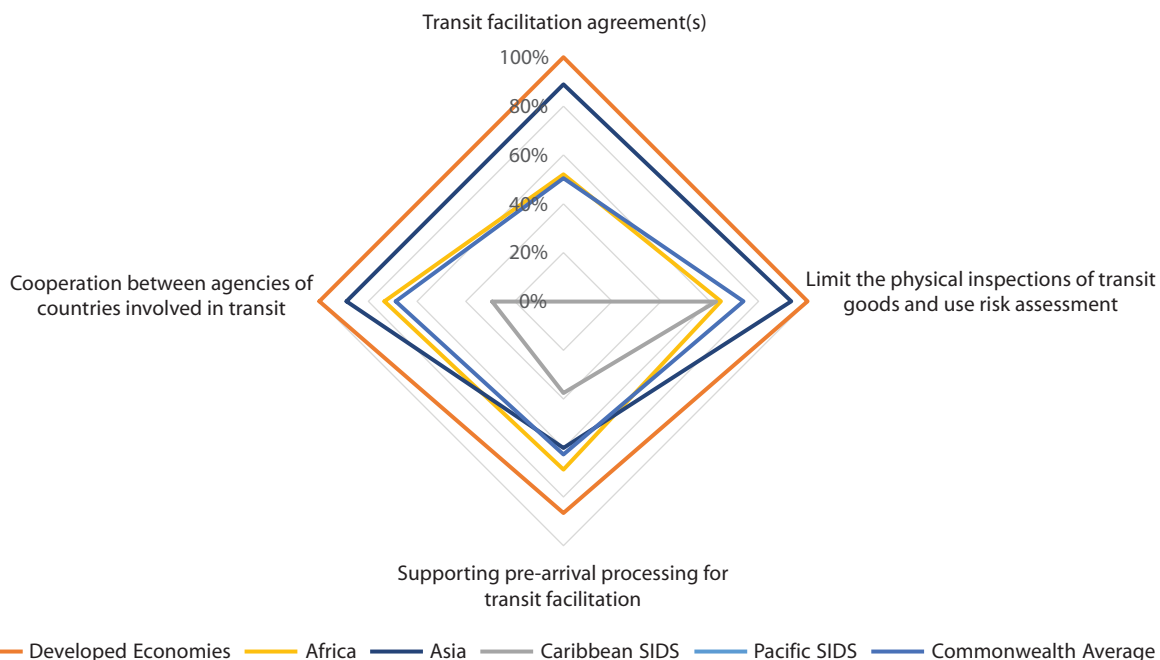 Transit facilitation agreement(s)
100%
80%
60%
40%
20%
0%
Cooperation between agencies of
countries involved in transit
Limit the physical inspections of transit
goods and use risk assessment
Supporting pre-arrival processing for
transit facilitation
Developed Economies Africa Asia Caribbean SIDS Pacific SIDS Commonwealth Average